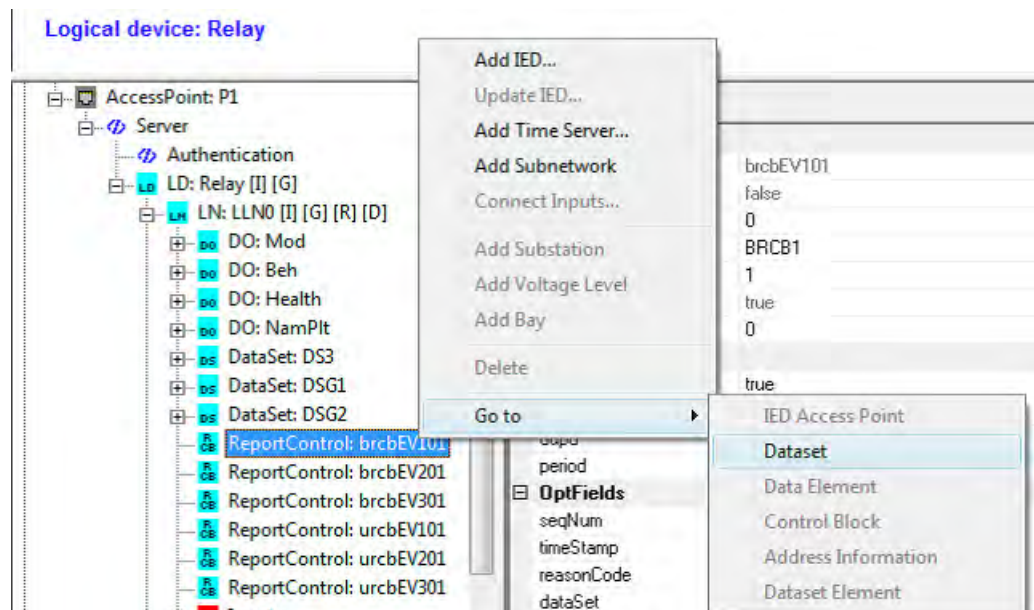 Logical device: Relay
AccessPoint: P1
Server
Authentication
LD: Relay [I] [G]
LN: LLN0 [I] [G] [R] [D]
DO: Mod
DO: Beh
DO: Health
DO: NamPlt
DataSet: DS3
DataSet: DSG1
DataSet: DSG2
ReportControl: brcbEV101
ReportControl: brcbEV201
ReportControl: brcbEV301
ReportControl: urcbEV101
ReportControl: urcbEV201
ReportControl: urcbEV301
Add IED...
Update IED...
Add Time Server...
Add Subnetwork
Connect Inputs...
Add Substation
Add Voltage Level
Add Bay
Delete
Go to
brcbEV101
false
0
BRCB1
1
true
0
true
period
OptFields
seqNum
timeStamp
reasonCode
dataSet
IED Access Point
Dataset
Data Element
Control Block
Address Information
Dataset Element